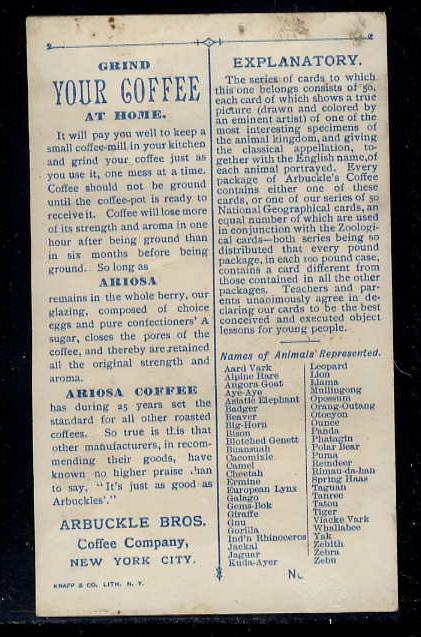 GRIND
YOUR COFFEE
AT HOME.
It will pay you well to keep a
small coffee-mill in your kitchen
and grind your coffee just as
you use it, one mess at a time.
Coffee should not be ground
until the coffee-pot is ready to
receive it. Coffee will lose more
of its strength and aroma in one
hour after being ground than
in six months before being
ground. So long as
ARIOSA
remains in the whole berry, our
glazing, composed of choice
eggs and pure confectioners' A
sugar, closes the pores of the
coffee, and thereby are retained
all the original strength and
aroma.
ARIOSA COFFEE
has during 25 years set the
standard for all other roasted
coffees. So true is this that
other manufacturers, in recom-
mending their goods, have
known no higher praise than
to say, "It's just as good as
Arbuckles'."
ARBUCKLE BROS.
Coffee Company,
NEW YORK CITY.
KNAPP & CO. LITH. N. Y.
EXPLANATORY.
The series of cards to which
this one belongs consists of 50,
each card of which shows a true
picture (drawn and colored by
an eminent artist) of one of the
most interesting specimens of
the animal kingdom, and giving
the classical appellation, to-
gether with the English name, of
each animal portrayed. Every
package of Arbuckle's Coffee
contains either one of these
cards, or one of our series of 50
National Geographical cards, an
equal number of which are used
in conjunction with the Zoologi-
cal cards—both series being so
distributed that every pound
package, in each 100 pound case,
contains a card different from
those contained in all the other
packages. Teachers and par-
ents unanimously agree in de-
claring our cards to be the best
conceived and executed object
lessons for young people.
Names of Animals Represented.
Aard Vark
Alpine Hare
Angora Goat
Aye-Aye
Asiatic Elephant
Badger
Beaver
Big-Horn
Bison
Blotched Genett
Buansuah
Cacomixle
Camel
Cheetah
Ermine
European Lynx
Galago
Gems-Bok
Giraffe
Gnu
Gorilla
Ind'n Rhinoceros
Jackal
Jaguar
Kuda-Ayer
Leopard
Lion
Llama
Mullingong
Opossum
Orang-Outang
Otocyon
Ounce
Panda
Phatagin
Polar Bear
Puma
Reindeer
Rimau-da-han
Spring Haas
Taguan
Tanrec
Tatou
Tiger
Vlacke Vark
Whallabee
Yak
Zebith
Zebra
Zebu